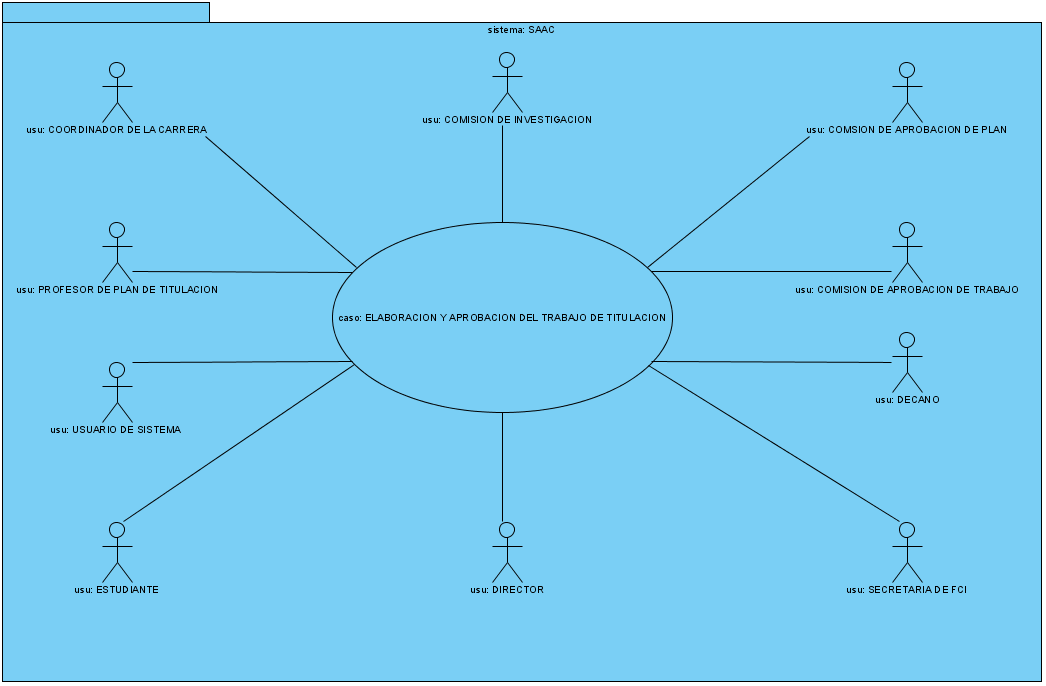 sistema: SAAC
usu: COORDINADOR DE LA CARRERA
usu: COMISION DE INVESTIGACION
usu: COMSION DE APROBACION DE PLAN
usu: PROFESOR DE PLAN DE TITULACION
usu: COMISION DE APROBACION DE TRABAJO
caso: ELABORACION Y APROBACION DEL TRABAJO DE TITULACION
usu: USUARIO DE SISTEMA
usu: DECANO
usu: ESTUDIANTE
usu: DIRECTOR
usu: SECRETARIA DE FCI